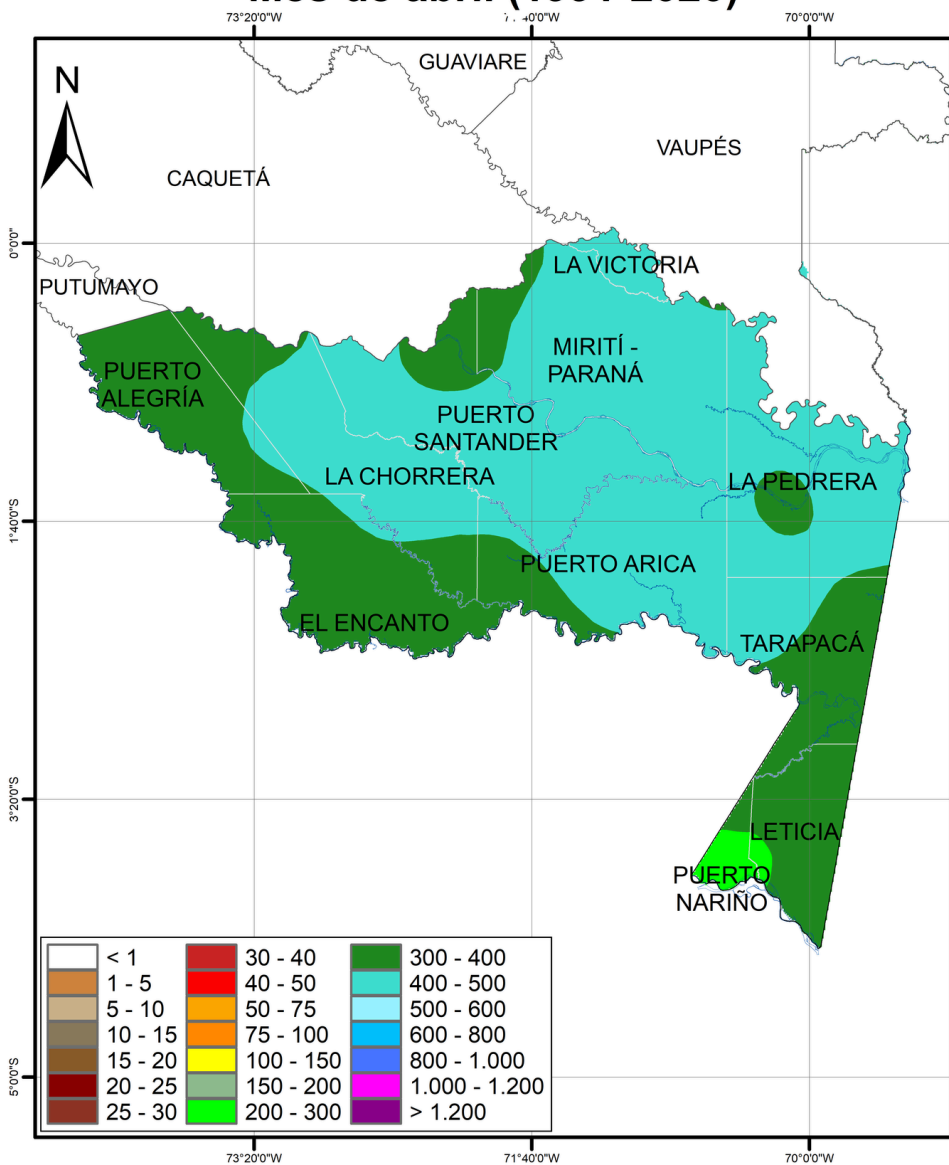 73°20'0"W
71°40'0"W
70°0'0"W
N
GUAVIARE
VAUPÉS
CAQUETÁ
0°0'0"
PUTUMAYO
LA VICTORIA
MIRITÍ -
PARANÁ
PUERTO
ALEGRÍA
PUERTO
SANTANDER
LA CHORRERA
LA PEDRERA
1°40'0"S
PUERTO ARICA
EL ENCANTO
TARAPACÁ
3°20'0"S
LETICIA
PUERTO
NARIÑO
< 1
1 - 5
5 - 10
10 - 15
15 - 20
20 - 25
25 - 30
30 - 40
40 - 50
50 - 75
75 - 100
100 - 150
150 - 200
200 - 300
300 - 400
400 - 500
500 - 600
600 - 800
800 - 1.000
1.000 - 1.200
> 1.200
5°0'0"S
73°20'0"W
71°40'0"W
70°0'0"W